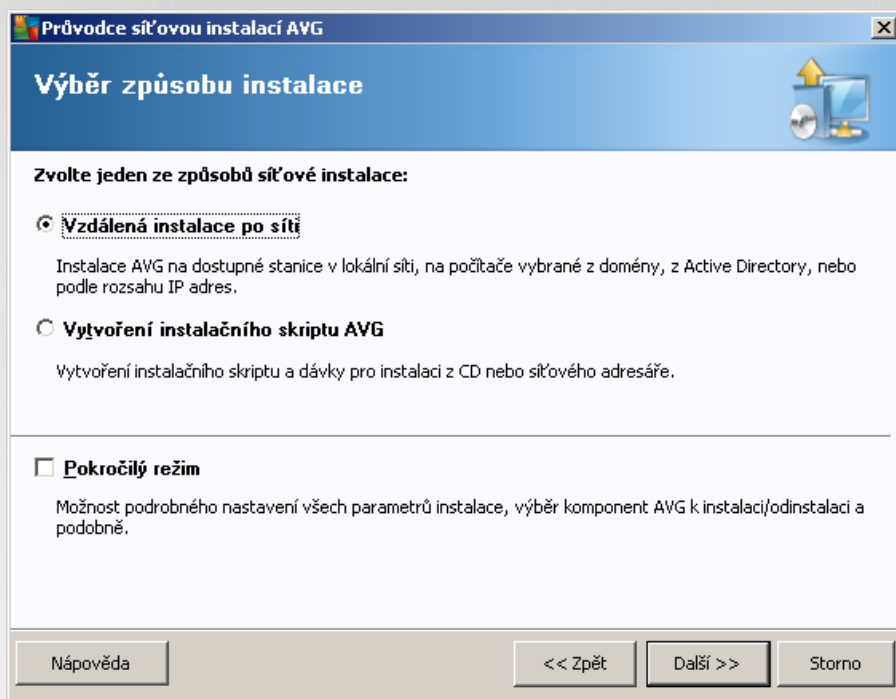 Průvodce síťovou instalací AVG
Výběr způsobu instalace
Zvolte jeden ze způsobů síťové instalace:
Vzdálená instalace po síti
Instalace AVG na dostupné stanice v lokální síti, na počítače vybrané z domény, z Active Directory, nebo
podle rozsahu IP adres.
Vytvoření instalačního skriptu AVG
Vytvoření instalačního skriptu a dávky pro instalaci z CD nebo síťového adresáře.
Pokročilý režim
Možnost podrobného nastavení všech parametrů instalace, výběr komponent AVG k instalaci/odinstalaci a
podobně.
Nápověda
<< Zpět
Další >>
Storno